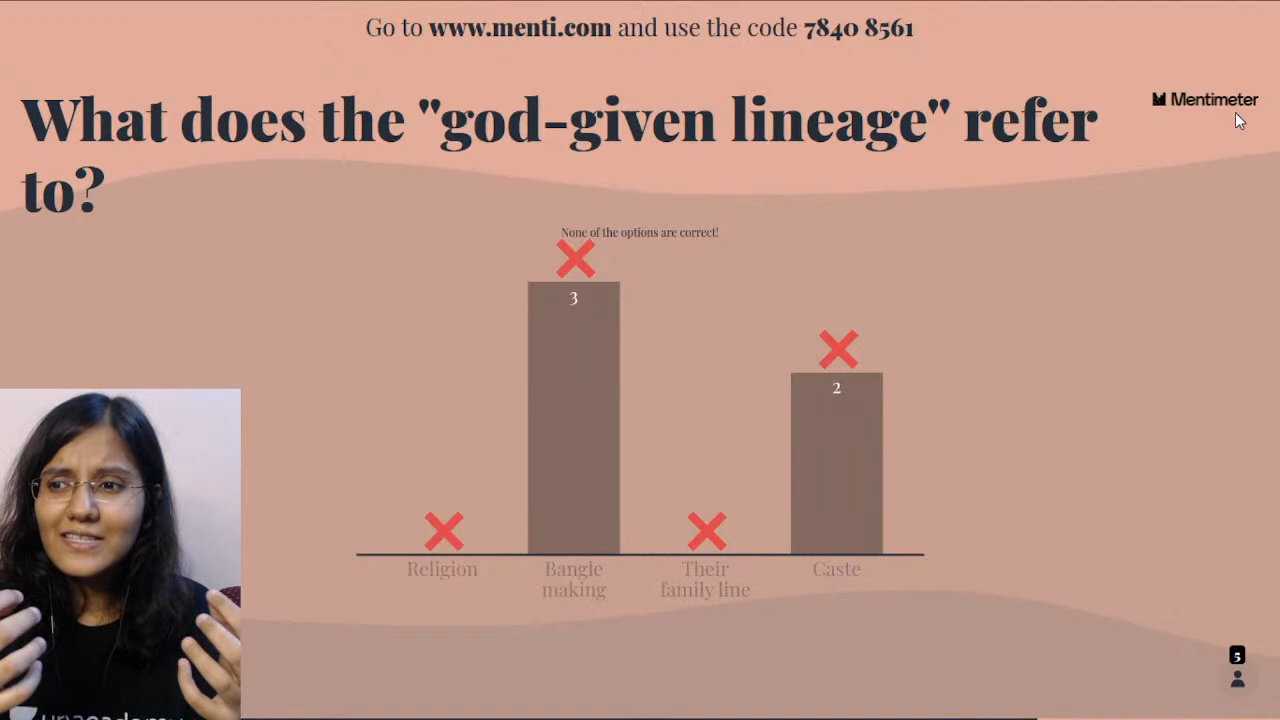 Go to www.menti.com and use the code 7840 8561
Mentimeter
What does the "god-given lineage" refer
to?
None of the options are correct!
3
2
Religion
Bangle
making
Their
family line
Caste
5